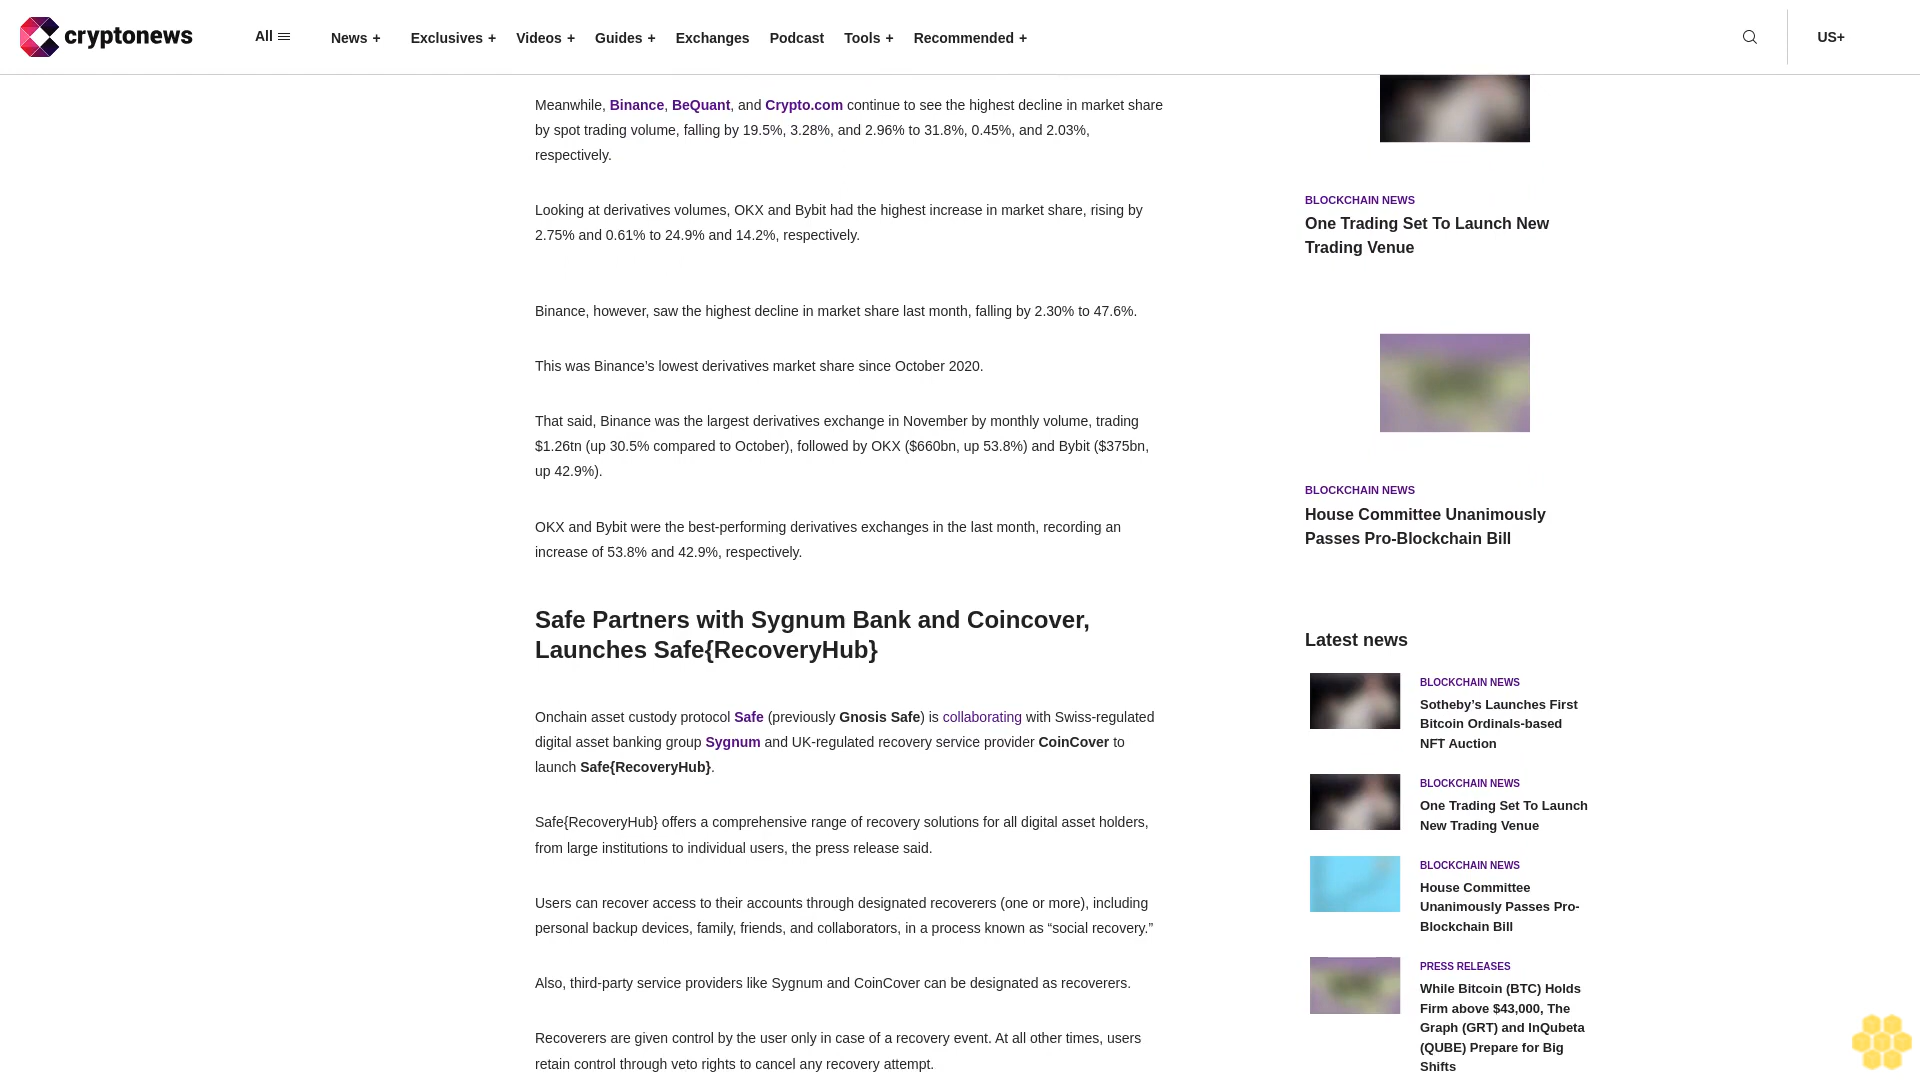 cryptonews
All
News +
Exclusives +
Videos +
Guides +
Exchanges
Podcast
Tools +
Recommended +
US+
Meanwhile, Binance, BeQuant, and Crypto.com continue to see the highest decline in market share
by spot trading volume, falling by 19.5%, 3.28%, and 2.96% to 31.8%, 0.45%, and 2.03%,
respectively.
Looking at derivatives volumes, OKX and Bybit had the highest increase in market share, rising by
2.75% and 0.61% to 24.9% and 14.2%, respectively.
Binance, however, saw the highest decline in market share last month, falling by 2.30% to 47.6%.
This was Binance’s lowest derivatives market share since October 2020.
That said, Binance was the largest derivatives exchange in November by monthly volume, trading
$1.26tn (up 30.5% compared to October), followed by OKX ($660bn, up 53.8%) and Bybit ($375bn,
up 42.9%).
OKX and Bybit were the best-performing derivatives exchanges in the last month, recording an
increase of 53.8% and 42.9%, respectively.
Safe Partners with Sygnum Bank and Coincover,
Launches Safe{RecoveryHub}
Onchain asset custody protocol Safe (previously Gnosis Safe) is collaborating with Swiss-regulated
digital asset banking group Sygnum and UK-regulated recovery service provider CoinCover to
launch Safe{RecoveryHub}.
Safe{RecoveryHub} offers a comprehensive range of recovery solutions for all digital asset holders,
from large institutions to individual users, the press release said.
Users can recover access to their accounts through designated recoverers (one or more), including
personal backup devices, family, friends, and collaborators, in a process known as “social recovery.”
Also, third-party service providers like Sygnum and CoinCover can be designated as recoverers.
Recoverers are given control by the user only in case of a recovery event. At all other times, users
retain control through veto rights to cancel any recovery attempt.
BLOCKCHAIN NEWS
One Trading Set To Launch New
Trading Venue
BLOCKCHAIN NEWS
House Committee Unanimously
Passes Pro-Blockchain Bill
Latest news
BLOCKCHAIN NEWS
Sotheby’s Launches First
Bitcoin Ordinals-based
NFT Auction
BLOCKCHAIN NEWS
One Trading Set To Launch
New Trading Venue
BLOCKCHAIN NEWS
House Committee
Unanimously Passes Pro-
Blockchain Bill
PRESS RELEASES
While Bitcoin (BTC) Holds
Firm above $43,000, The
Graph (GRT) and InQubeta
(QUBE) Prepare for Big
Shifts